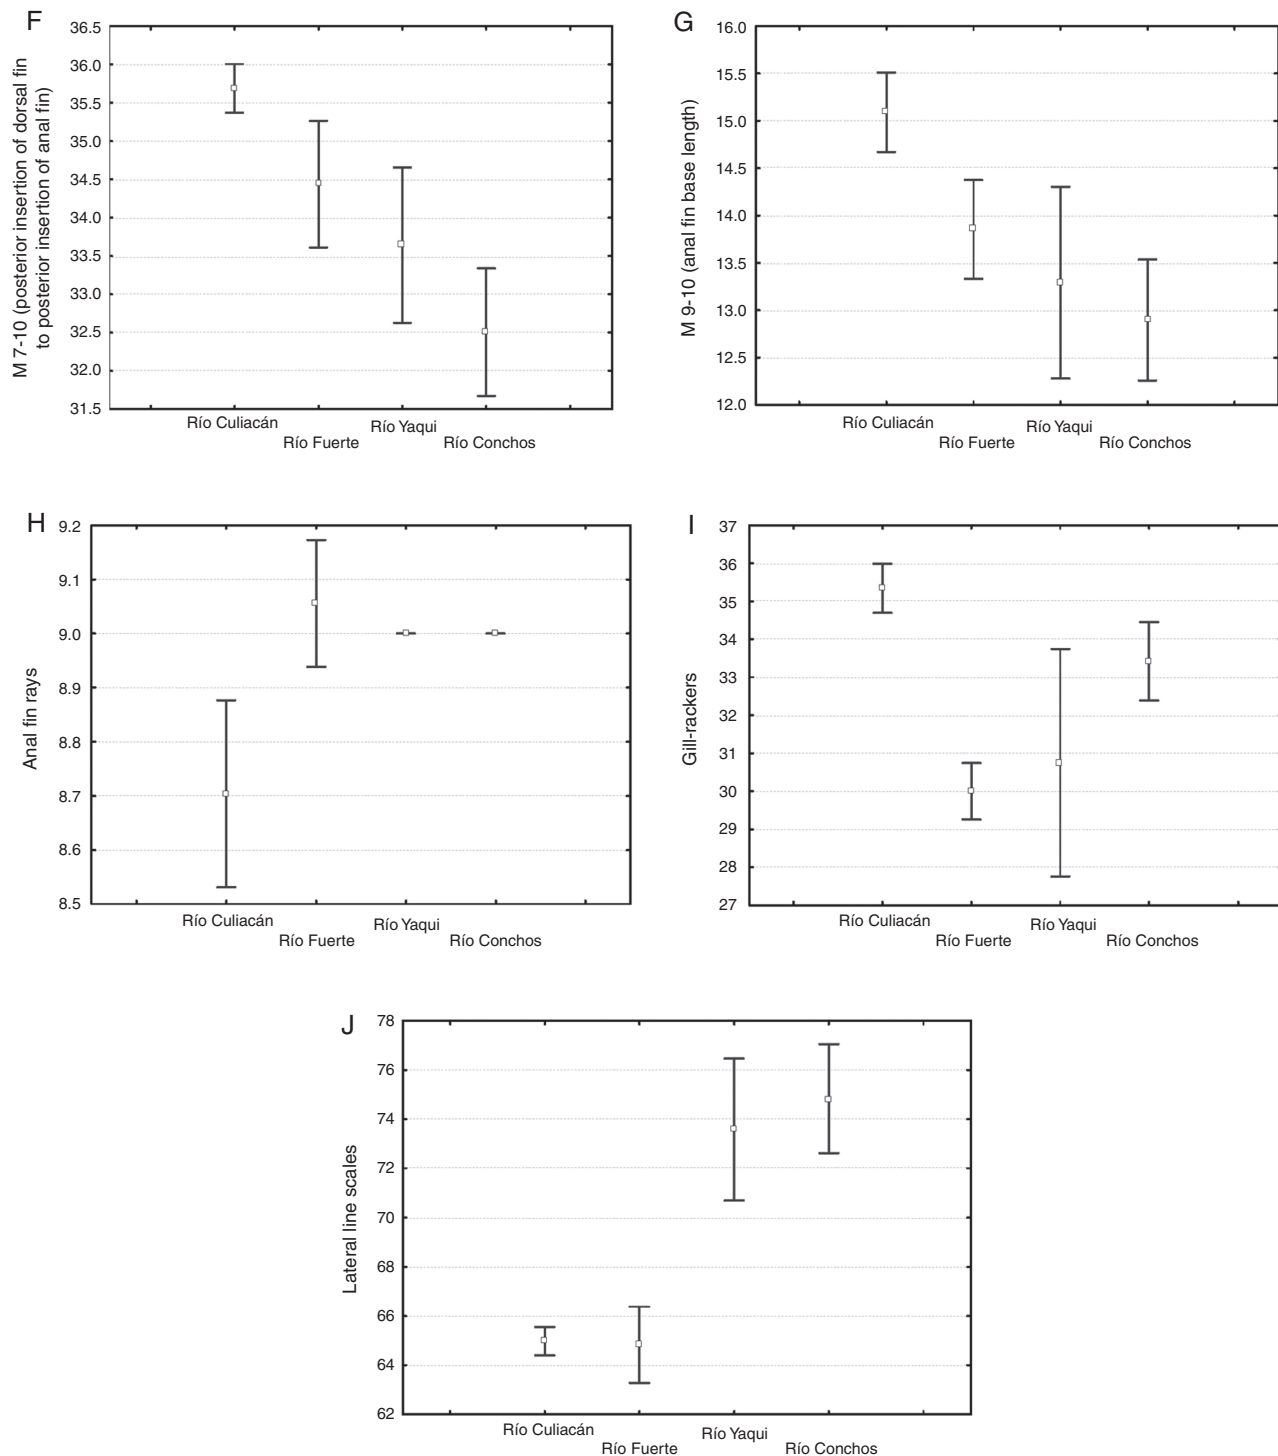 F
M 7-10 (posterior insertion of dorsal fin
to posterior insertion of anal fin)
36.5
36.0
35.5
35.0
34.5
34.0
33.5
33.0
32.5
32.0
31.5
Río Culiacán
Río Fuerte
Río Yaqui
Río Conchos
G
M 9-10 (anal fin base length)
16.0
15.5
15.0
14.5
14.0
13.5
13.0
12.5
12.0
Río Culiacán
Río Fuerte
Río Yaqui
Río Conchos
H
Anal fin rays
9.2
9.1
9.0
8.9
8.8
8.7
8.6
8.5
Río Culiacán
Río Fuerte
Río Yaqui
Río Conchos
I
Gill-rackers
37
36
35
34
33
32
31
30
29
28
27
Río Culiacán
Río Fuerte
Río Yaqui
Río Conchos
J
Lateral line scales
78
76
74
72
70
68
66
64
62
Río Culiacán
Río Fuerte
Río Yaqui
Río Conchos